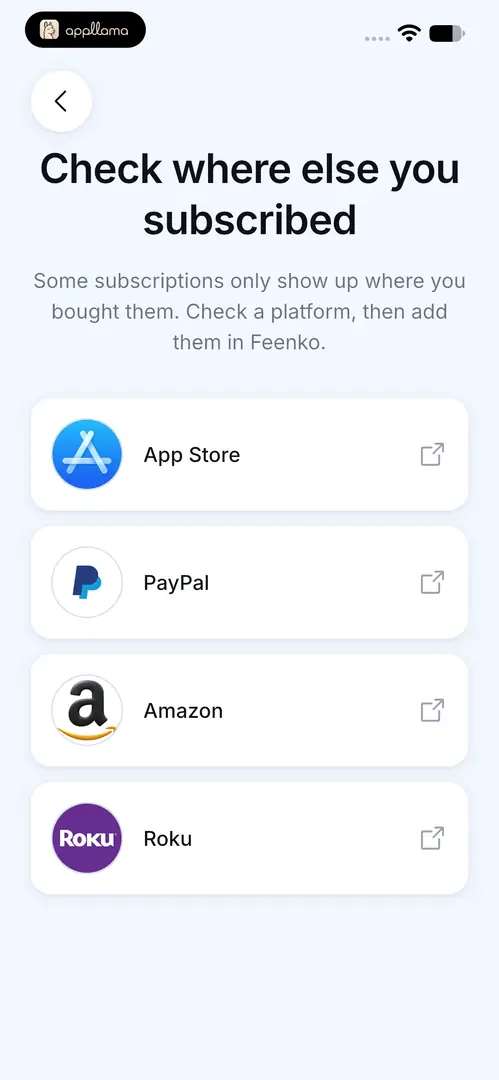 appllama
Check where else you
subscribed
Some subscriptions only show up where you
bought them. Check a platform, then add
them in Feenko.
App Store
PayPal
a
Amazon
ROKU
Roku